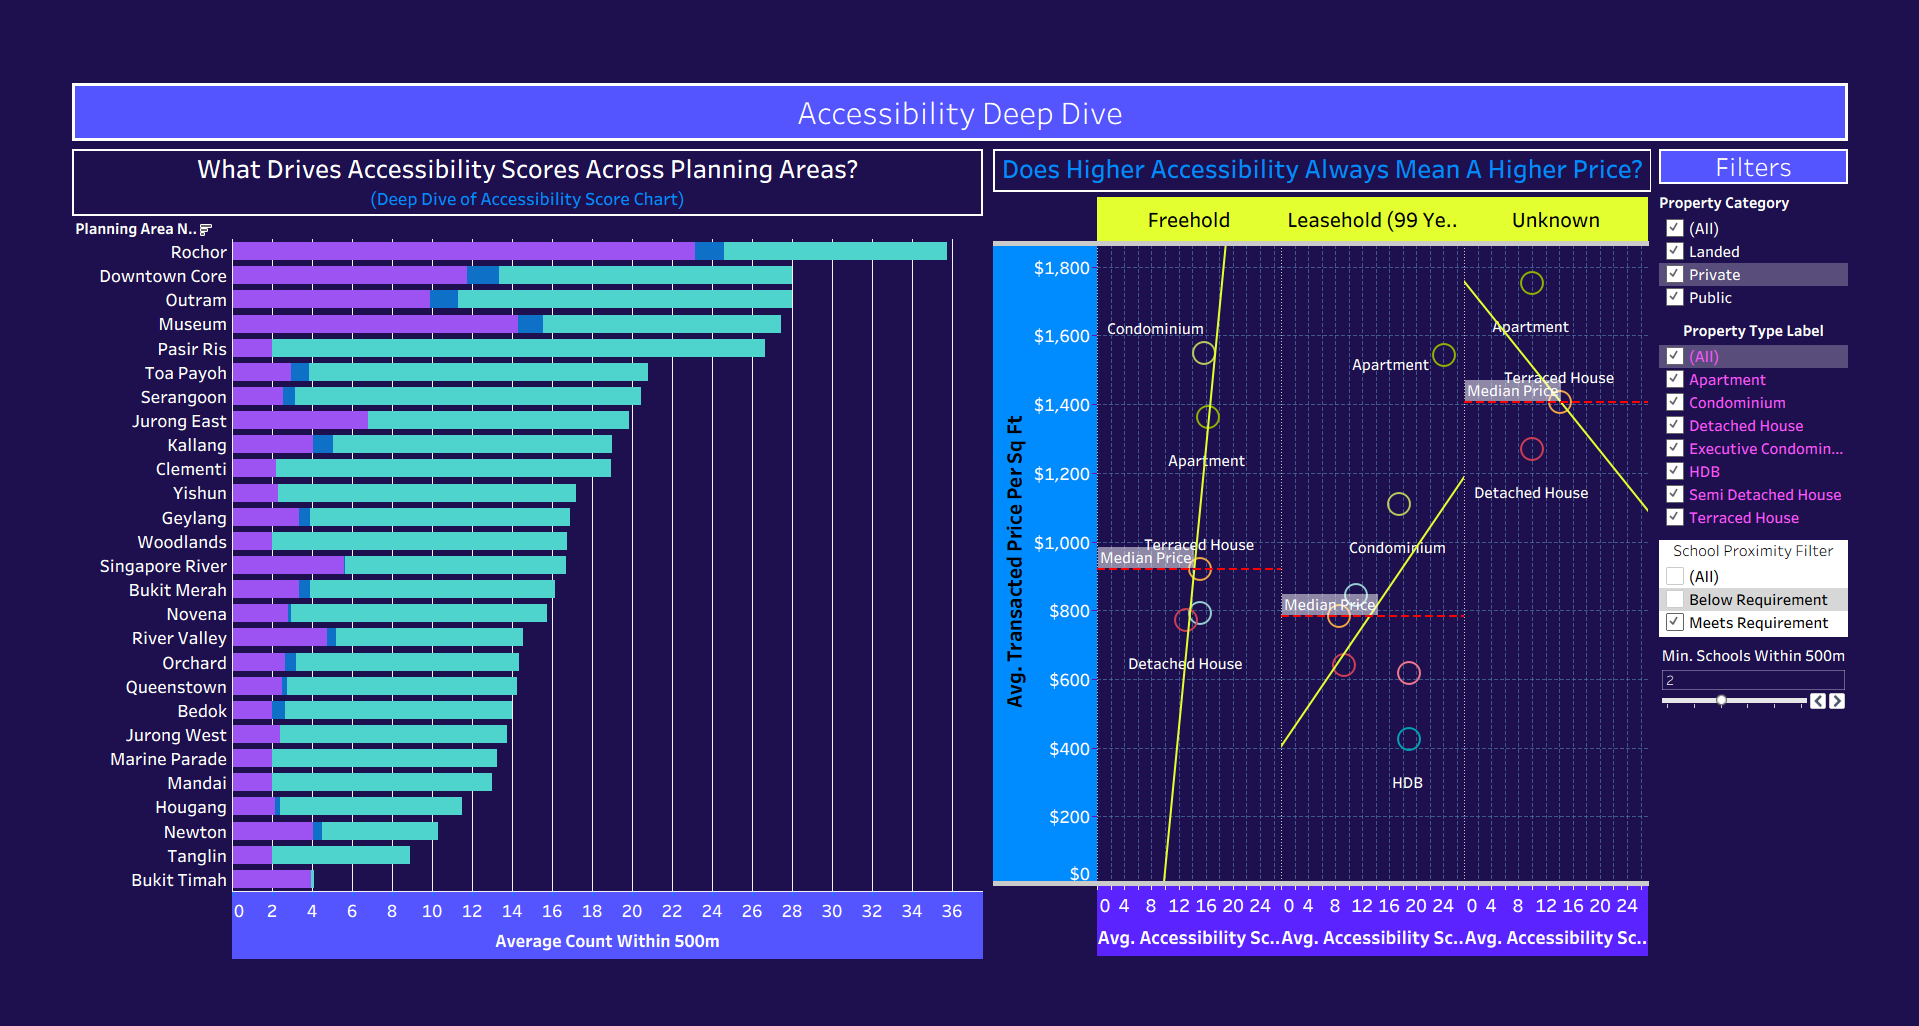 Accessibility Deep Dive
What Drives Accessibility Scores Across Planning Areas?
(Deep Dive of Accessibility Score Chart)
Planning Area N..
Rochor
Downtown Core
Outram
Museum
Pasir Ris
Toa Payoh
Serangoon
Jurong East
Kallang
Clementi
Yishun
Geylang
Woodlands
Singapore River
Bukit Merah
Novena
River Valley
Orchard
Queenstown
Bedok
Jurong West
Marine Parade
Mandai
Hougang
Newton
Tanglin
Bukit Timah
0 2 4 6 8 10 12 14 16 18 20 22 24 26 28 30 32 34 36
Average Count Within 500m
Does Higher Accessibility Always Mean A Higher Price?
Freehold Leasehold (99 Ye.. Unknown
Avg. Transacted Price Per Sq Ft
$1,800
$1,600
$1,400
$1,200
$1,000
$800
$600
$400
$200
$0
Condominium
Apartment
Terraced House
Median Price
Detached House
Apartment
Condominium
Median Price
HDB
Apartment
Terraced House
Median Price
Detached House
0 4 8 12 16 20 24 0 4 8 12 16 20 24 0 4 8 12 16 20 24
Avg. Accessibility Sc.. Avg. Accessibility Sc.. Avg. Accessibility Sc..
Filters
Property Category
(All)
Landed
Private
Public
Property Type Label
(All)
Apartment
Condominium
Detached House
Executive Condomin...
HDB
Semi Detached House
Terraced House
School Proximity Filter
(All)
Below Requirement
Meets Requirement
Min. Schools Within 500m
2